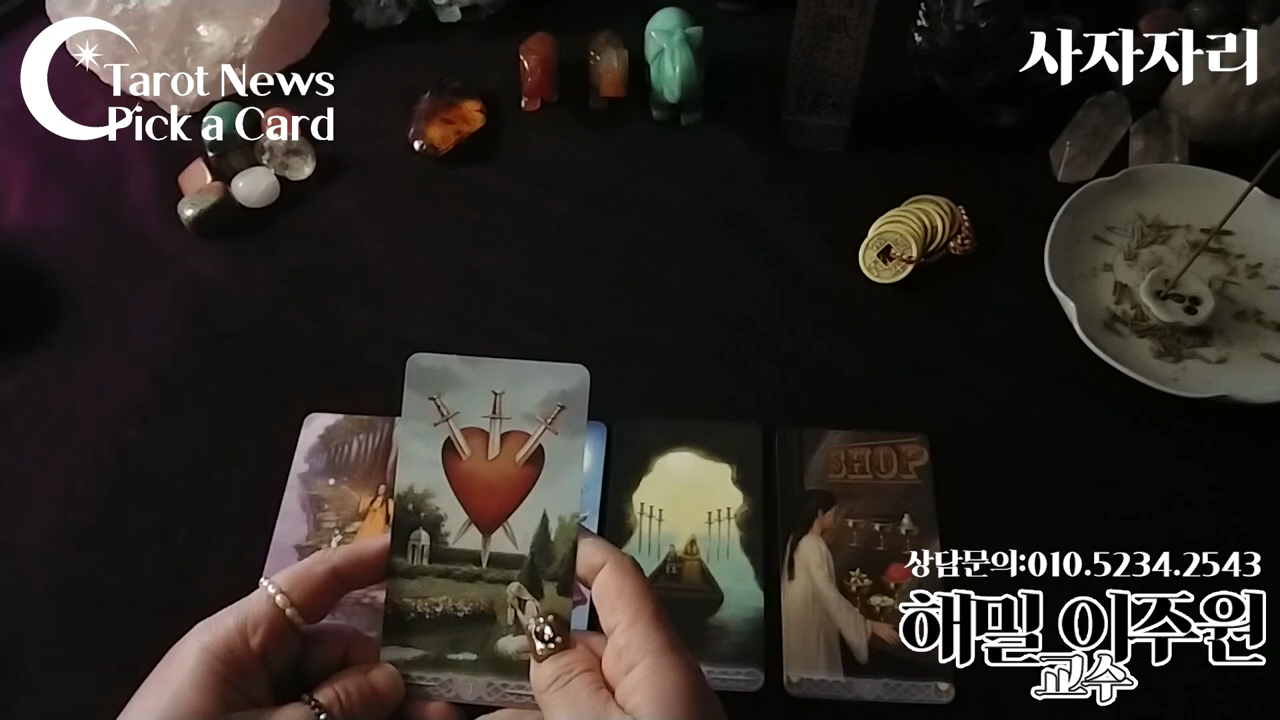 Tarot News
Pick a Card
사자자리
SHOP
3
상담문의:010.5234.2543
해밀 이주원
교수